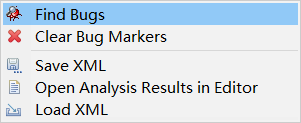 Find Bugs
Clear Bug Markers
Save XML
Open Analysis Results in Editor
Load XML